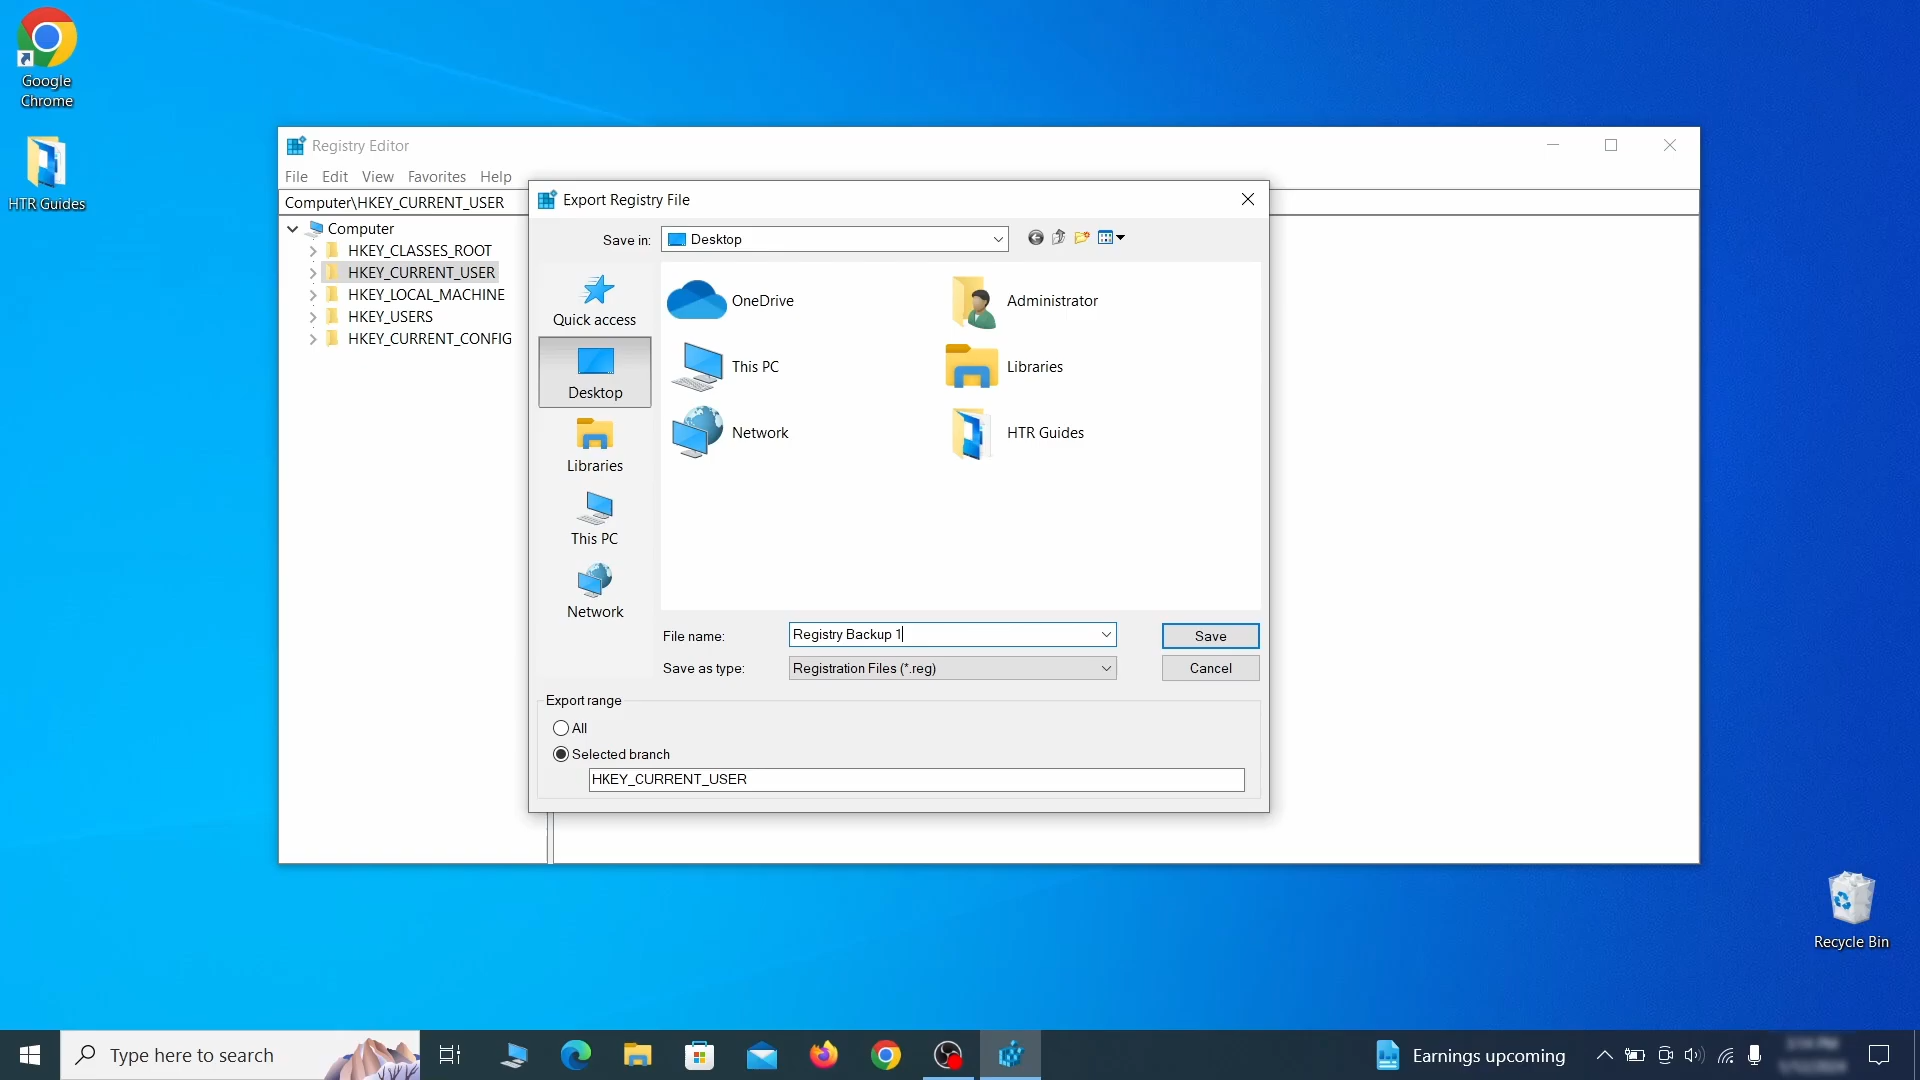 Google
Chrome
HTR Guides
Registry Editor
File Edit View Favorites Help
Computer\HKEY_CURRENT_USER
Computer
HKEY_CLASSES_ROOT
HKEY_CURRENT_USER
HKEY_LOCAL_MACHINE
HKEY_USERS
HKEY_CURRENT_CONFIG
Export Registry File
Save in: Desktop
Quick access
Desktop
Libraries
This PC
Network
OneDrive
Administrator
This PC
Libraries
Network
HTR Guides
File name: Registry Backup 1
Save
Save as type: Registration Files (*.reg)
Cancel
Export range
All
Selected branch
HKEY_CURRENT_USER
Recycle Bin
Type here to search
Earnings upcoming